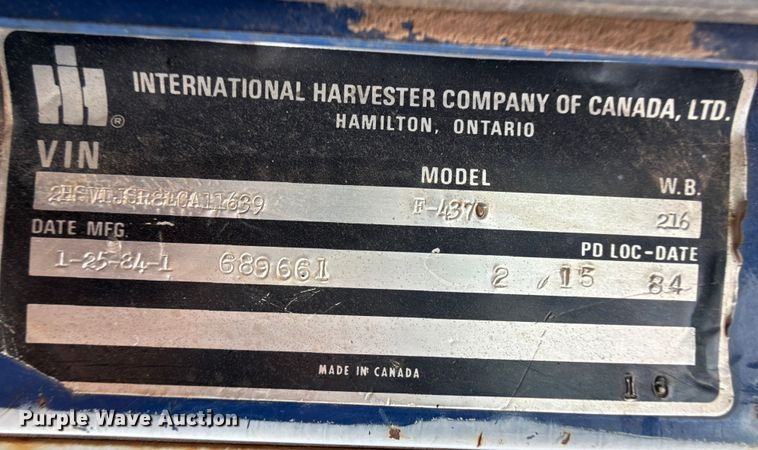 IH ®
INTERNATIONAL HARVESTER COMPANY OF CANADA, LTD.
HAMILTON, ONTARIO
VIN MODEL W.B.
F-4370 216
DATE MFG. PD LOC-DATE
1-25-84-1 689661 2 15 84
MADE IN CANADA
16
Purple Wave Auction